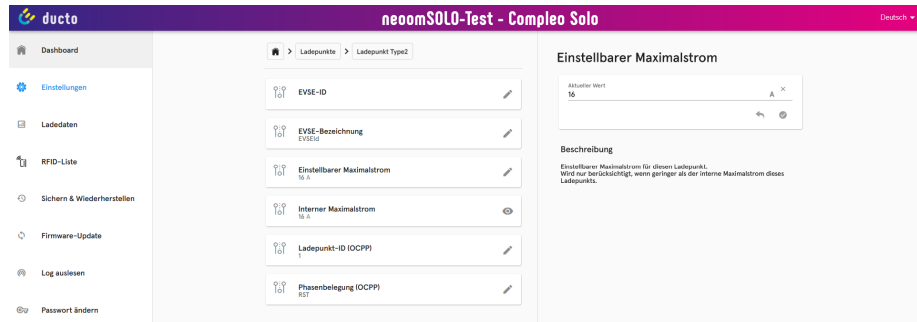 ducto
neoomSOLO-Test - Compleo Solo
Deutsch
Dashboard
Einstellungen
Ladedaten
RFID-Liste
Sichern & Wiederherstellen
Firmware-Update
Log auslesen
Passwort ändern
> Ladepunkte > Ladepunkt Type2
EVSE-ID
EVSE-Bezeichnung
EVSEId
Einstellbarer Maximalstrom
16 A
Interner Maximalstrom
16 A
Ladepunkt-ID (OCPP)
1
Phasenbelegung (OCPP)
RST
Einstellbarer Maximalstrom
Aktueller Wert
16 A
Beschreibung
Einstellbarer Maximalstrom für diesen Ladepunkt.
Wird nur berücksichtigt, wenn geringer als der interne Maximalstrom dieses
Ladepunkts.